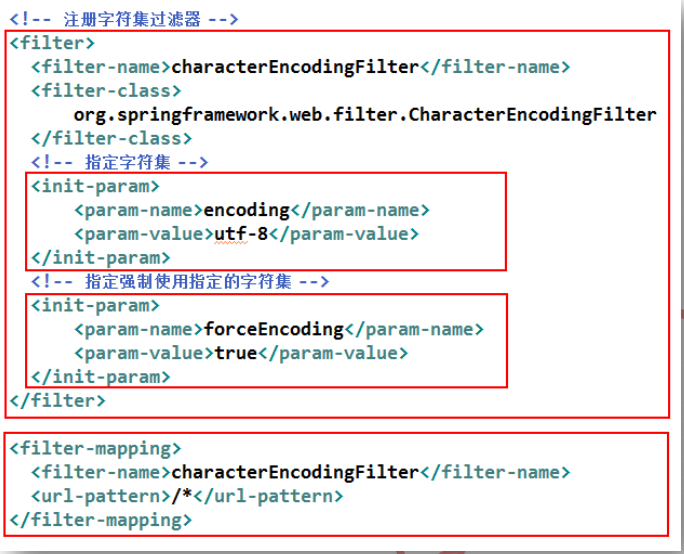 <!-- 注册字符集过滤器 -->
<filter>
<filter-name>characterEncodingFilter</filter-name>
<filter-class>
org.springframework.web.filter.CharacterEncodingFilter
</filter-class>
<!-- 指定字符集 -->
<init-param>
<param-name>encoding</param-name>
<param-value>utf-8</param-value>
</init-param>
<!-- 指定强制使用指定的字符集 -->
<init-param>
<param-name>forceEncoding</param-name>
<param-value>true</param-value>
</init-param>
</filter>
<filter-mapping>
<filter-name>characterEncodingFilter</filter-name>
<url-pattern>/*</url-pattern>
</filter-mapping>